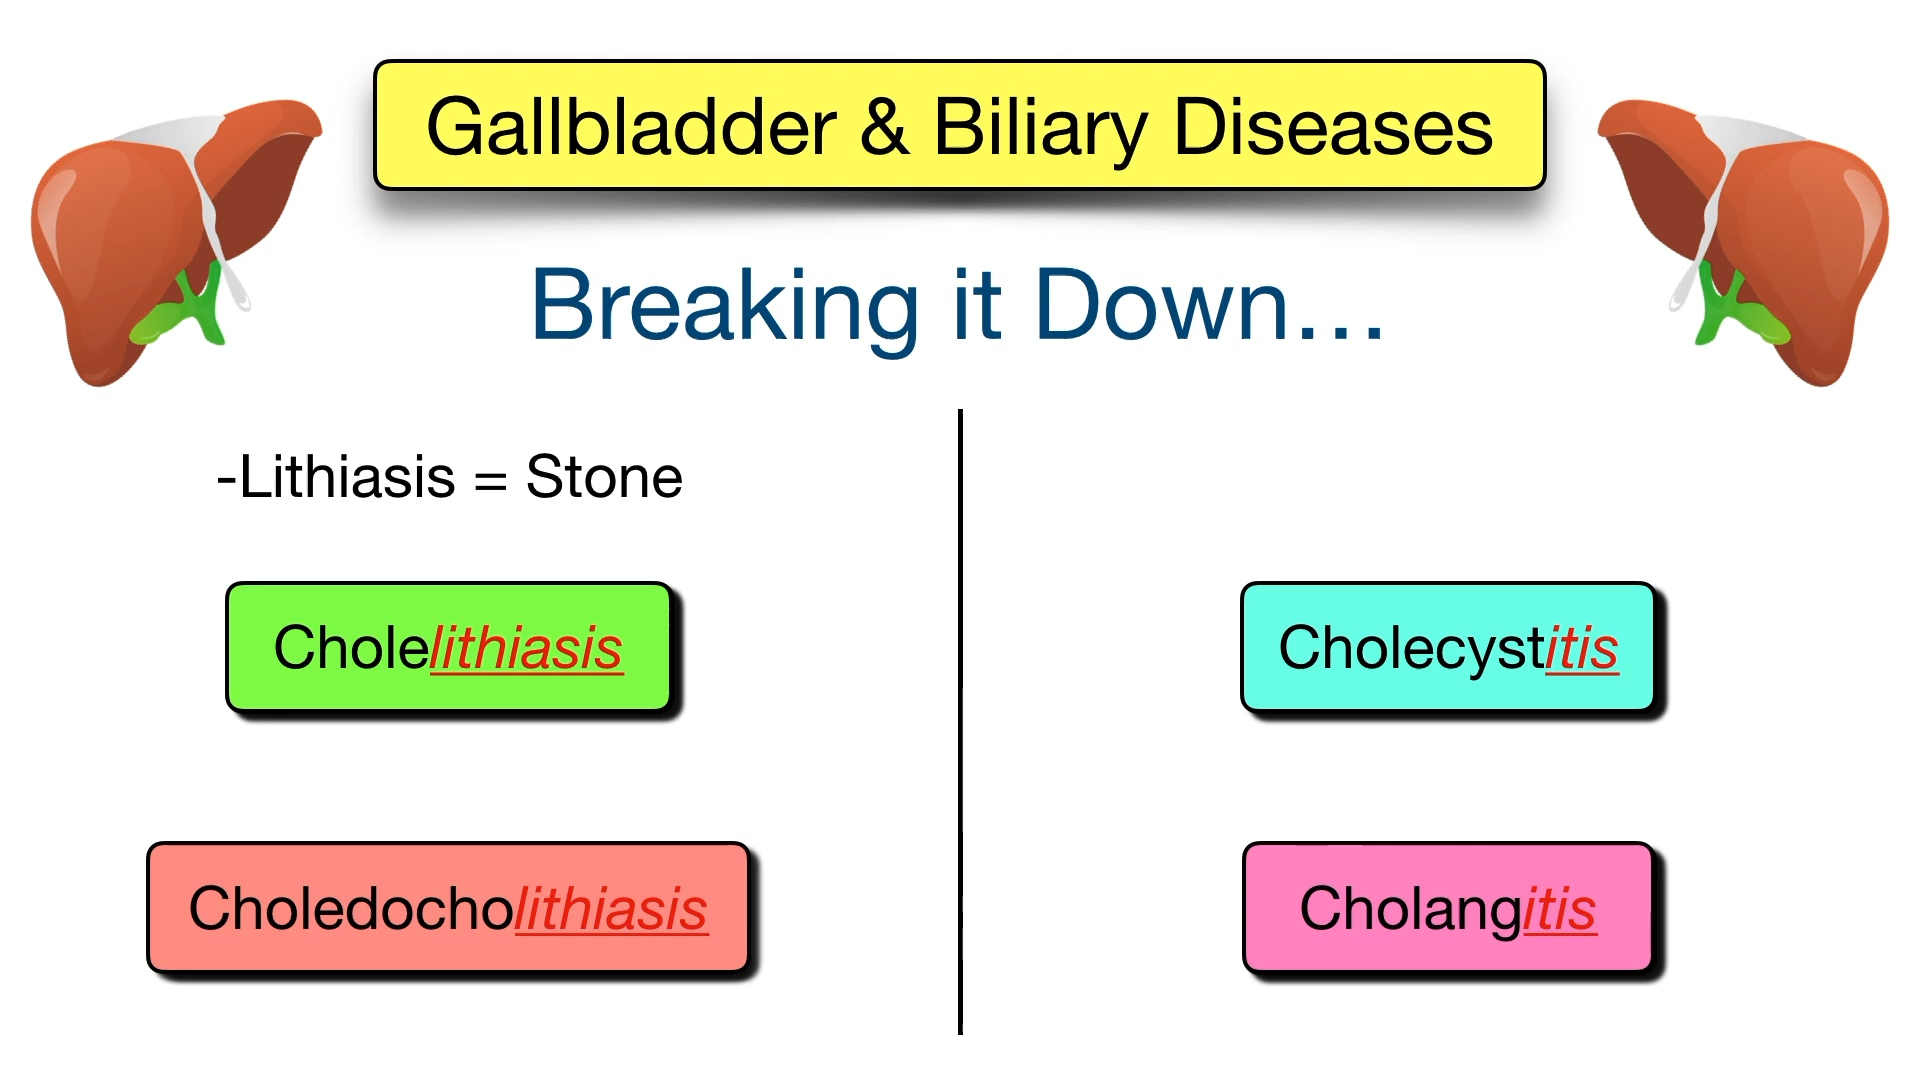 Gallbladder & Biliary Diseases
Breaking it Down…
-Lithiasis = Stone
Cholelithiasis
Choledocholithiasis
Cholecystitis
Cholangitis